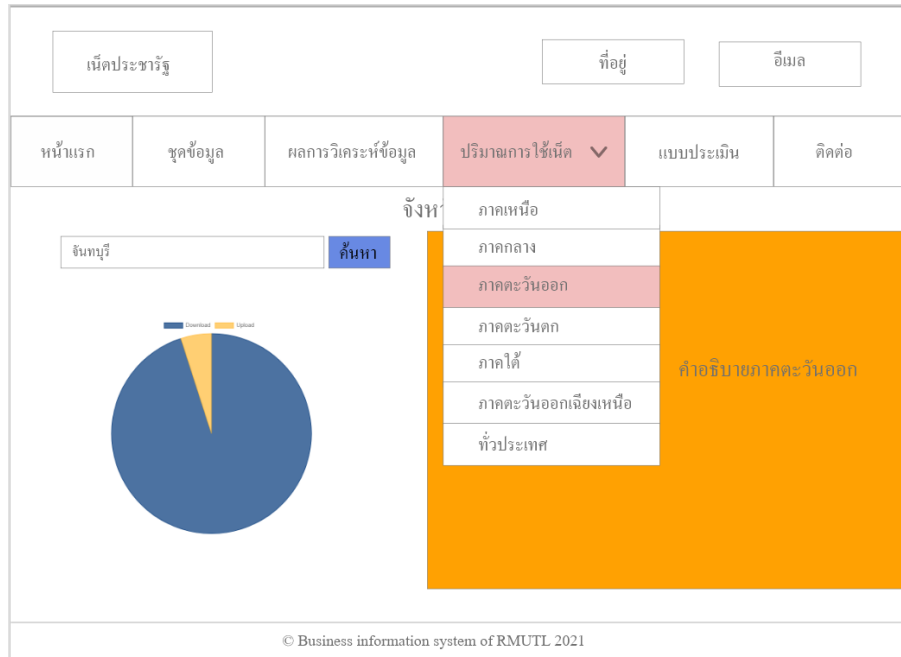 เน็ตประชารัฐ
ที่อยู่
อีเมล
หน้าแรก
ชุดข้อมูล
ผลการวิเคระห์ข้อมูล
ปริมาณการใช้เน็ต
แบบประเมิน
ติดต่อ
ภาคเหนือ
ภาคกลาง
ภาคตะวันออก
ภาคตะวันตก
ภาคใต้
ภาคตะวันออกเฉียงเหนือ
ทั่วประเทศ
จันทบุรี
ค้นหา
Download
Upload
คำอธิบายภาคตะวันออก
© Business information system of RMUTL 2021